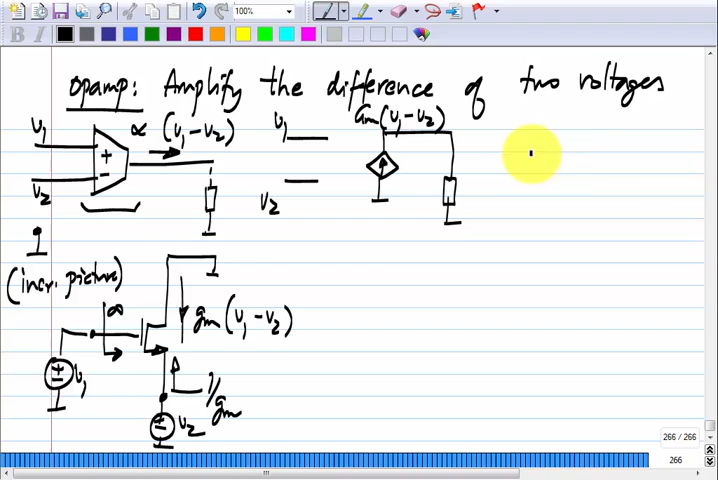 100%
Opamp: Amplify the difference of two voltages
v1
v2
+
-
∝ (v1 - v2)
v1
v2
Gm(v1 - v2)
(incr. picture)
∞
gm(v1 - v2)
v1
1/gm
v2
266 / 266
266